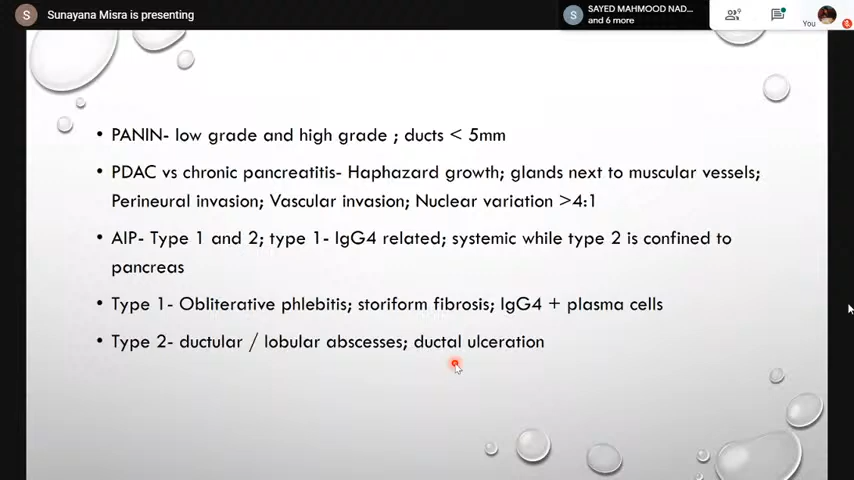 S Sunayana Misra is presenting
S SAYED MAHMOOD NAD...
and 6 more
9
You
• PANIN- low grade and high grade ; ducts < 5mm
• PDAC vs chronic pancreatitis- Haphazard growth; glands next to muscular vessels;
Perineural invasion; Vascular invasion; Nuclear variation >4:1
• AIP- Type 1 and 2; type 1- IgG4 related; systemic while type 2 is confined to
pancreas
• Type 1- Obliterative phlebitis; storiform fibrosis; IgG4 + plasma cells
• Type 2- ductular / lobular abscesses; ductal ulceration